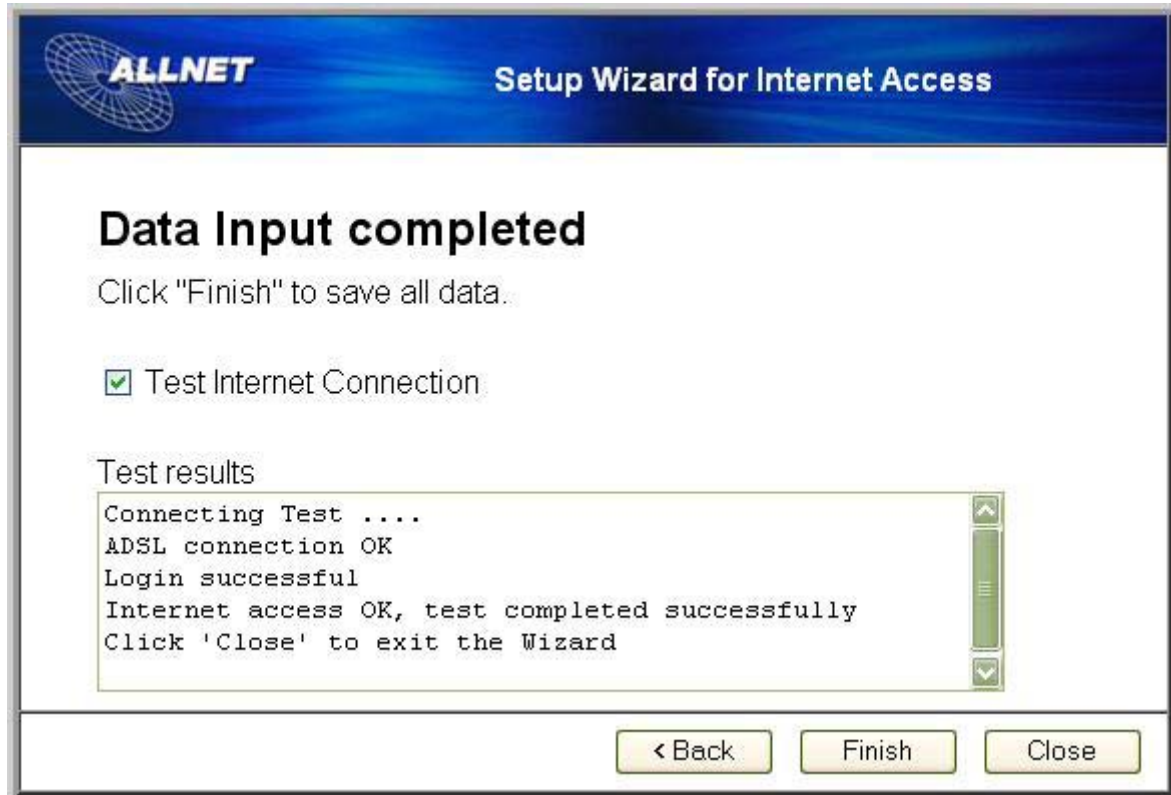 ALLNET
Setup Wizard for Internet Access
Data Input completed
Click "Finish" to save all data.
Test Internet Connection
Test results
Connecting Test ....
ADSL connection OK
Login successful
Internet access OK, test completed successfully
Click 'Close' to exit the Wizard
< Back
Finish
Close